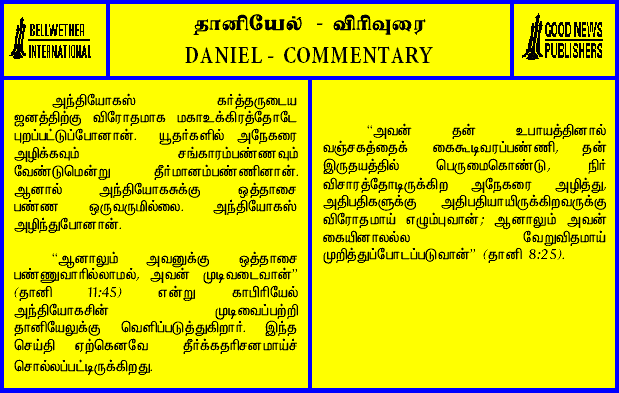 BELLWETHER
INTERNATIONAL
தானியேல் - விரிவுரை
DANIEL - COMMENTARY
GOOD NEWS
PUBLISHERS
அந்தியோகஸ் கர்த்தருடைய
ஜனத்திற்கு விரோதமாக மகாஉக்கிரத்தோடே
புறப்பட்டுப்போனான். யூதர்களில் அநேகரை
அழிக்கவும் சங்காரம்பண்ணவும்
வேண்டுமென்று தீர்மானம்பண்ணினான்.
ஆனால் அந்தியோகசுக்கு ஒத்தாசை
பண்ண ஒருவருமில்லை. அந்தியோகஸ்
அழிந்துபோனான்.
“ஆனாலும் அவனுக்கு ஒத்தாசை
பண்ணுவாரில்லாமல், அவன் முடிவடைவான்”
(தானி 11:45) என்று காபிரியேல்
அந்தியோகசின் முடிவைப்பற்றி
தானியேலுக்கு வெளிப்படுத்துகிறார். இந்த
செய்தி ஏற்கெனவே தீர்க்கதரிசனமாய்ச்
சொல்லப்பட்டிருக்கிறது.
“அவன் தன் உபாயத்தினால்
வஞ்சகத்தைக் கைகூடிவரப்பண்ணி, தன்
இருதயத்தில் பெருமைகொண்டு, நிர்
விசாரத்தோடிருக்கிற அநேகரை அழித்து,
அதிபதிகளுக்கு அதிபதியாயிருக்கிறவருக்கு
விரோதமாய் எழும்புவான்; ஆனாலும் அவன்
கையினாலல்ல வேறுவிதமாய்
முறித்துப்போடப்படுவான்” (தானி 8:25).